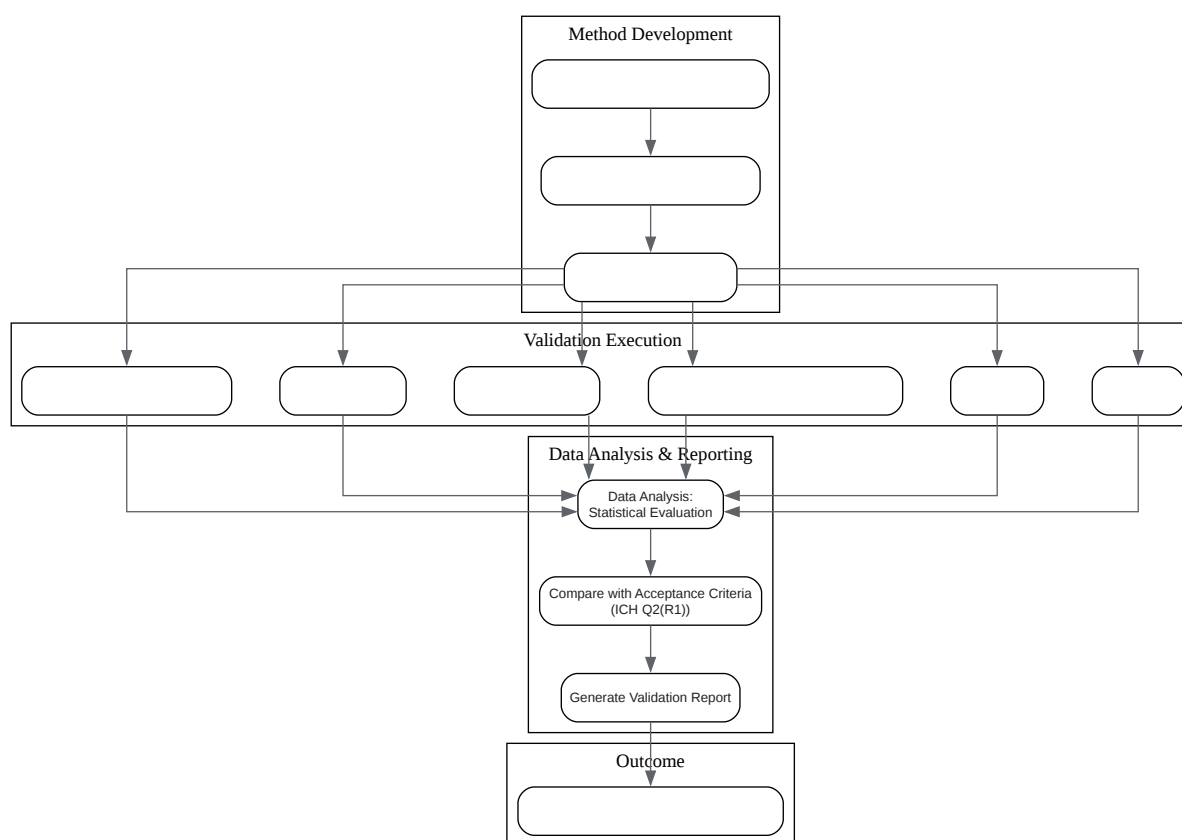 Method Development
Validation Execution
Data Analysis & Reporting
Data Analysis:
Statistical Evaluation
Compare with Acceptance Criteria
(ICH Q2(R1))
Generate Validation Report
Outcome